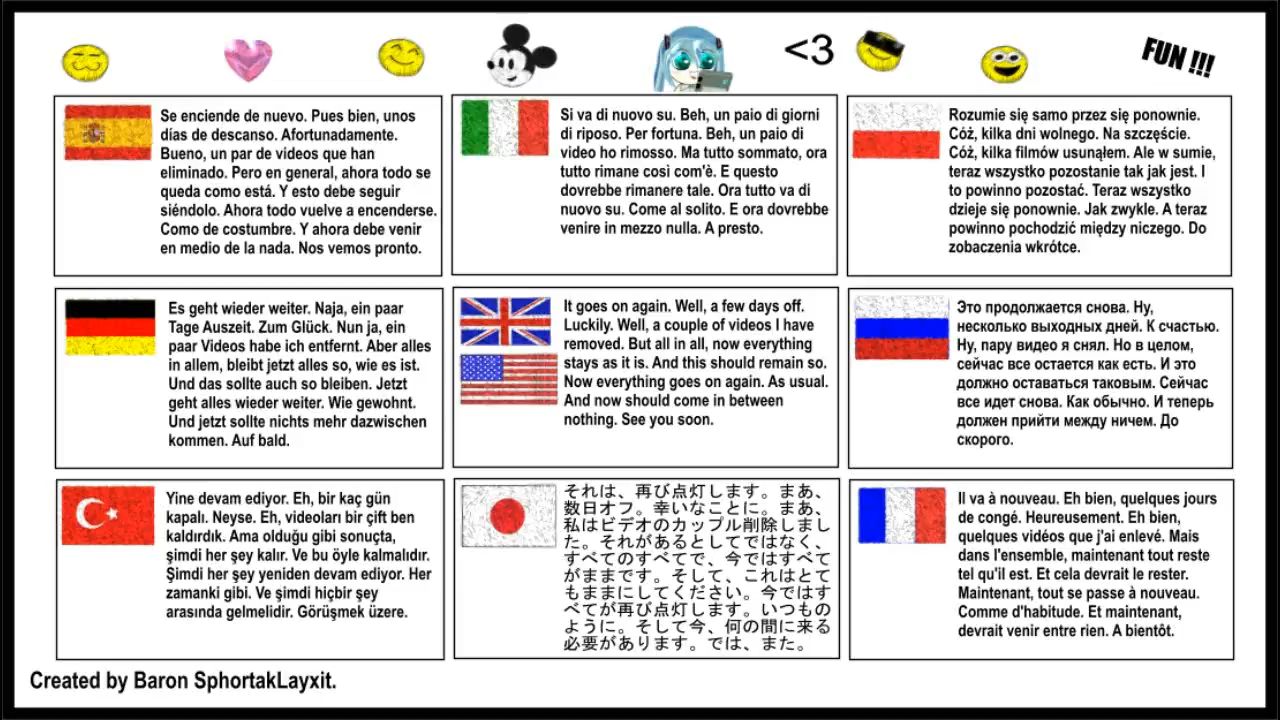 <3
FUN !!!
Se enciende de nuevo. Pues bien, unos
días de descanso. Afortunadamente.
Bueno, un par de videos que han
eliminado. Pero en general, ahora todo se
queda como está. Y esto debe seguir
siéndolo. Ahora todo vuelve a encenderse.
Como de costumbre. Y ahora debe venir
en medio de la nada. Nos vemos pronto.
Si va di nuovo su. Beh, un paio di giorni
di riposo. Per fortuna. Beh, un paio di
video ho rimosso. Ma tutto sommato, ora
tutto rimane così com'è. E questo
dovrebbe rimanere tale. Ora tutto va di
nuovo su. Come al solito. E ora dovrebbe
venire in mezzo nulla. A presto.
Rozumie się samo przez się ponownie.
Cóż, kilka dni wolnego. Na szczęście.
Cóż, kilka filmów usunąłem. Ale w sumie,
teraz wszystko pozostanie tak jak jest. I
to powinno pozostać. Teraz wszystko
dzieje się ponownie. Jak zwykle. A teraz
powinno pochodzić między niczego. Do
zobaczenia wkrótce.
Es geht wieder weiter. Naja, ein paar
Tage Auszeit. Zum Glück. Nun ja, ein
paar Videos habe ich entfernt. Aber alles
in allem, bleibt jetzt alles so, wie es ist.
Und das sollte auch so bleiben. Jetzt
geht alles wieder weiter. Wie gewohnt.
Und jetzt sollte nichts mehr dazwischen
kommen. Auf bald.
It goes on again. Well, a few days off.
Luckily. Well, a couple of videos I have
removed. But all in all, now everything
stays as it is. And this should remain so.
Now everything goes on again. As usual.
And now should come in between
nothing. See you soon.
Это продолжается снова. Ну,
несколько выходных дней. К счастью.
Ну, пару видео я снял. Но в целом,
сейчас все остается как есть. И это
должно оставаться таковым. Сейчас
все идет снова. Как обычно. И теперь
должен прийти между ничем. До
скорого.
Yine devam ediyor. Eh, bir kaç gün
kapalı. Neyse. Eh, videoları bir çift ben
kaldırdık. Ama olduğu gibi sonuçta,
şimdi her şey kalır. Ve bu öyle kalmalıdır.
Şimdi her şey yeniden devam ediyor. Her
zamanki gibi. Ve şimdi hiçbir şey
arasında gelmelidir. Görüşmek üzere.
それは、再び点灯します。まあ、
数日オフ。幸いなことに。まあ、
私はビデオのカップル削除しまし
た。それがあるとしてではなく、
すべてのすべてで、今ではすべて
がままです。そして、これはとて
もままにしてください。今ではす
べてが再び点灯します。いつもの
ように。そして今、何の間に来る
必要があります。では、また。
Il va à nouveau. Eh bien, quelques jours
de congé. Heureusement. Eh bien,
quelques vidéos que j'ai enlevé. Mais
dans l'ensemble, maintenant tout reste
tel qu'il est. Et cela devrait le rester.
Maintenant, tout se passe à nouveau.
Comme d'habitude. Et maintenant,
devrait venir entre rien. A bientôt.
Created by Baron SphortakLayxit.